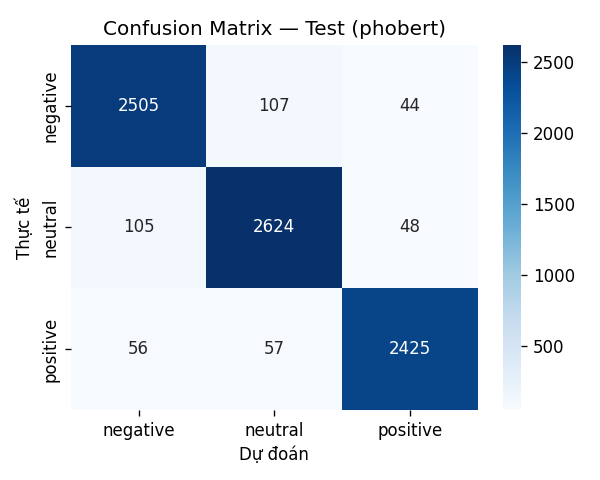 Confusion Matrix — Test (phobert)
negative 2505 107 44
neutral 105 2624 48
positive 56 57 2425
negative neutral positive
Thực tế
Dự đoán
2500
2000
1500
1000
500